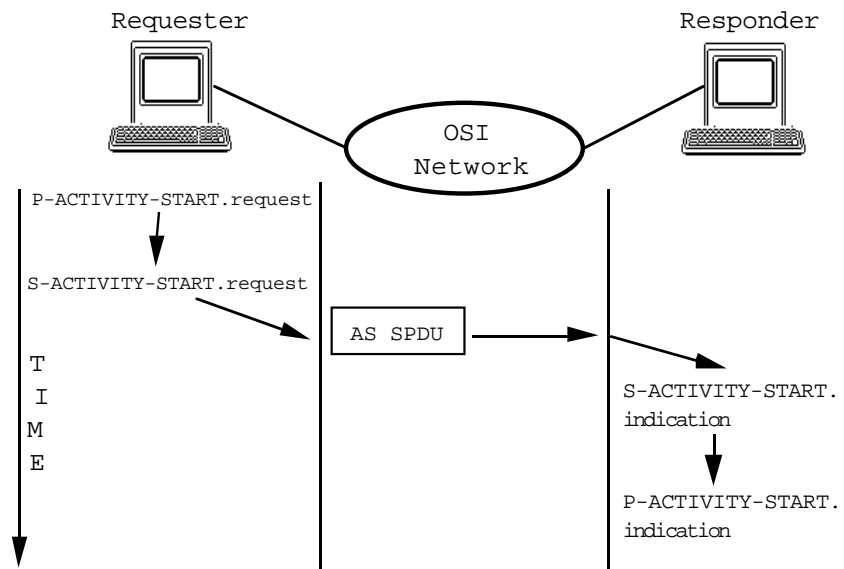 Requester
Responder
OSI
Network
P-ACTIVITY-START.request
S-ACTIVITY-START.request
AS SPDU
T
I
M
E
S-ACTIVITY-START.
indication
P-ACTIVITY-START.
indication